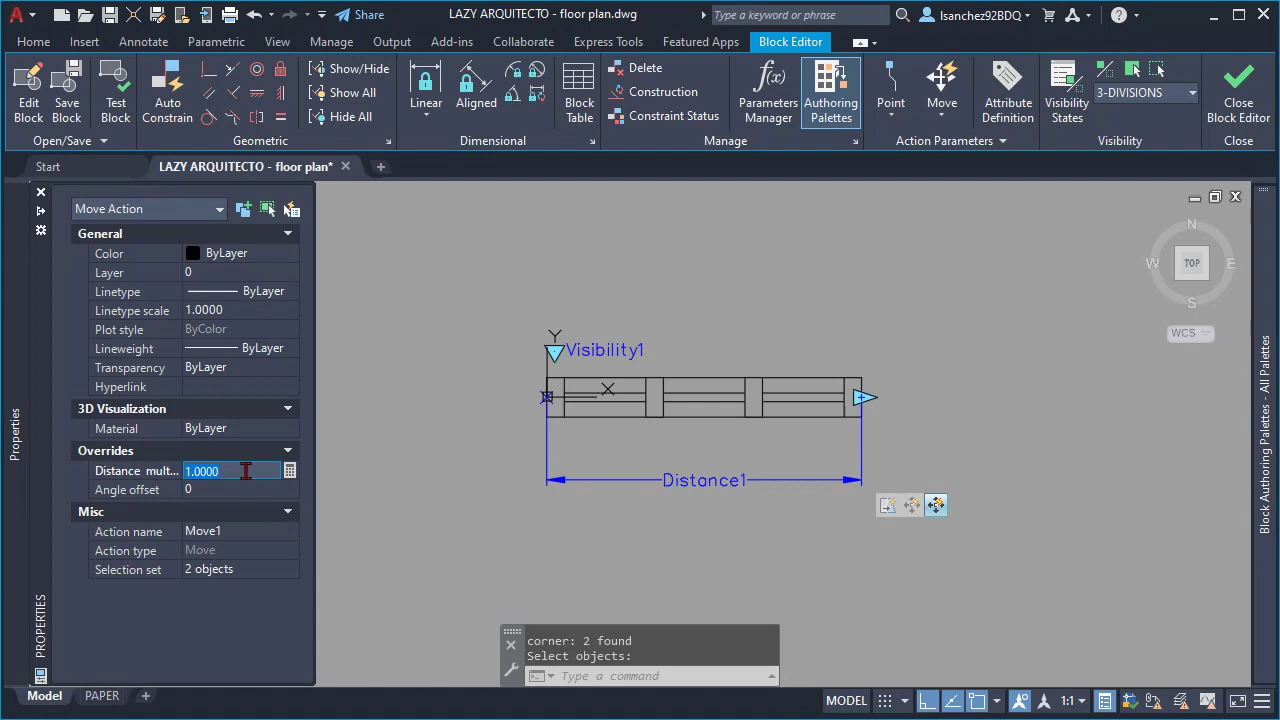 Share
LAZY ARQUITECTO - floor plan.dwg
Type a keyword or phrase
lsanchez92BDQ
Home Insert Annotate Parametric View Manage Output Add-ins Collaborate Express Tools Featured Apps Block Editor
Edit Block
Save Block
Test Block
Open/Save
Auto Constrain
Show/Hide
Show All
Hide All
Geometric
Linear
Aligned
Dimensional
Block Table
Delete
Construction
Constraint Status
f(x)
Parameters Manager
Authoring Palettes
Manage
Point
Move
Attribute Definition
Action Parameters
Visibility States
3-DIVISIONS
Visibility
Close Block Editor
Close
Start
LAZY ARQUITECTO - floor plan*
Properties
PROPERTIES
Move Action
General
Color ByLayer
Layer 0
Linetype ByLayer
Linetype scale 1.0000
Plot style ByColor
Lineweight ByLayer
Transparency ByLayer
Hyperlink
3D Visualization
Material ByLayer
Overrides
Distance mult... 1.0000
Angle offset 0
Misc
Action name Move1
Action type Move
Selection set 2 objects
Y
Visibility1
X
Distance1
N
W TOP E
S
WCS
Block Authoring Palettes - All Palettes
corner: 2 found
Select objects:
Type a command
Model PAPER
MODEL
1:1